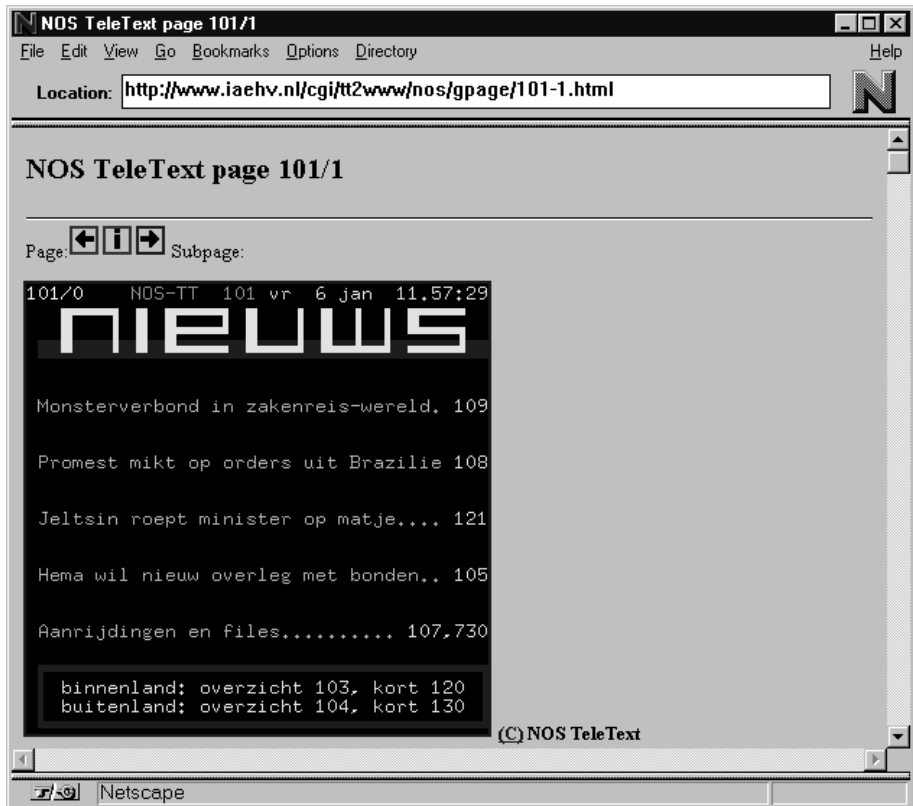 NOS TeleText page 101/1
File Edit View Go Bookmarks Options Directory Help
Location: http://www.iaehv.nl/cgi/tt2www/nos/gpage/101-1.html
N
NOS TeleText page 101/1
Page: i Subpage:
101/0 NOS-TT 101 vr 6 jan 11.57:29
nieuws
Monsterverbond in zakenreis-wereld. 109
Promest mikt op orders uit Brazilie 108
Jeltsin roept minister op matje.... 121
Hema wil nieuw overleg met bonden.. 105
Aanrijdingen en files.......... 107,730
binnenland: overzicht 103, kort 120
buitenland: overzicht 104, kort 130
(C) NOS TeleText
Netscape